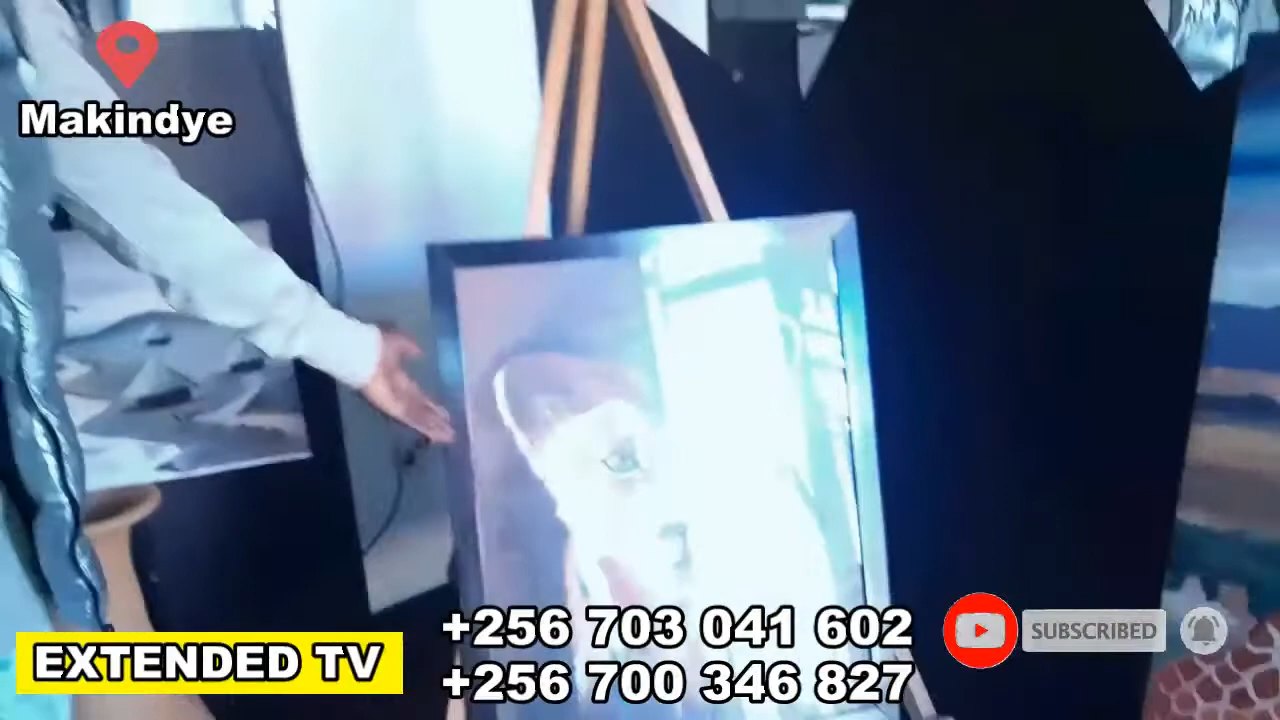 Makindye
EXTENDED TV
+256 703 041 602
+256 700 346 827
SUBSCRIBED